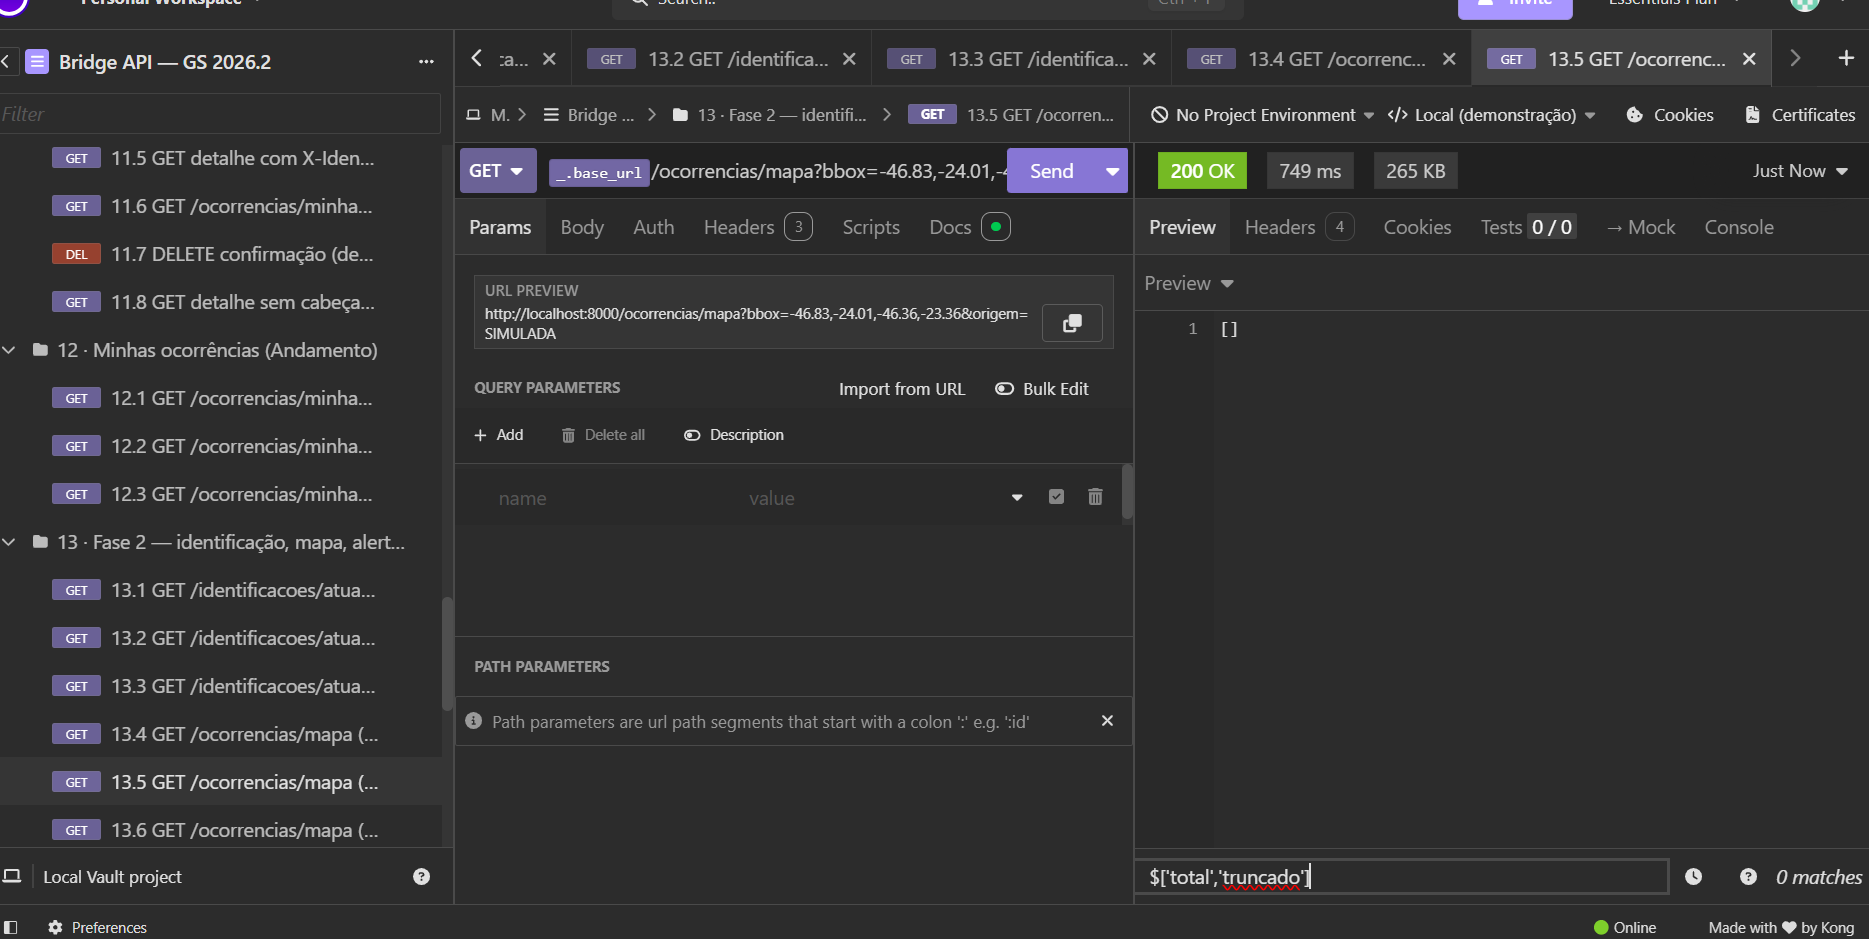 Personal Workspace
Search..
Ctrl + P
Invite
Essentials Plan
Bridge API — GS 2026.2
Filter
GET 11.5 GET detalhe com X-Iden...
GET 11.6 GET /ocorrencias/minha...
DEL 11.7 DELETE confirmação (de...
GET 11.8 GET detalhe sem cabeça...
12 · Minhas ocorrências (Andamento)
GET 12.1 GET /ocorrencias/minha...
GET 12.2 GET /ocorrencias/minha...
GET 12.3 GET /ocorrencias/minha...
13 · Fase 2 — identificação, mapa, alert...
GET 13.1 GET /identificacoes/atua...
GET 13.2 GET /identificacoes/atua...
GET 13.3 GET /identificacoes/atua...
GET 13.4 GET /ocorrencias/mapa (...
GET 13.5 GET /ocorrencias/mapa (...
GET 13.6 GET /ocorrencias/mapa (...
Local Vault project
Preferences
ca...
GET 13.2 GET /identifica...
GET 13.3 GET /identifica...
GET 13.4 GET /ocorrenc...
GET 13.5 GET /ocorrenc...
M. > Bridge ... > 13 · Fase 2 — identifi... > GET 13.5 GET /ocorren...
GET _.base_url /ocorrencias/mapa?bbox=-46.83,-24.01,-4
Send
Params Body Auth Headers 3 Scripts Docs
URL PREVIEW
http://localhost:8000/ocorrencias/mapa?bbox=-46.83,-24.01,-46.36,-23.36&origem=
SIMULADA
QUERY PARAMETERS Import from URL Bulk Edit
+ Add Delete all Description
name value
PATH PARAMETERS
Path parameters are url path segments that start with a colon ':' e.g. ':id'
No Project Environment </> Local (demonstração) Cookies Certificates
200 OK 749 ms 265 KB Just Now
Preview Headers 4 Cookies Tests 0 / 0 → Mock Console
Preview
1 []
$['total','truncado']
0 matches
Online Made with ♥ by Kong